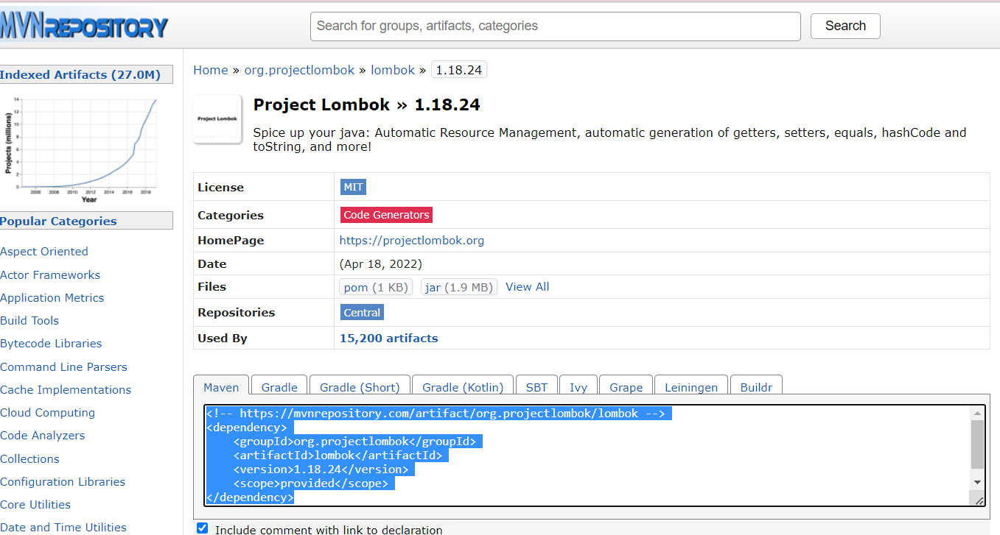 MVNREPOSITORY
Search for groups, artifacts, categories
Search
Indexed Artifacts (27.0M)
Projects (millions)
14
12
10
8
6
4
2
0
2006 2008 2010 2012 2014 2016 2018
Year
Popular Categories
Aspect Oriented
Actor Frameworks
Application Metrics
Build Tools
Bytecode Libraries
Command Line Parsers
Cache Implementations
Cloud Computing
Code Analyzers
Collections
Configuration Libraries
Core Utilities
Date and Time Utilities
Home » org.projectlombok » lombok » 1.18.24
Project Lombok
Project Lombok » 1.18.24
Spice up your java: Automatic Resource Management, automatic generation of getters, setters, equals, hashCode and
toString, and more!
License MIT
Categories Code Generators
HomePage https://projectlombok.org
Date (Apr 18, 2022)
Files pom (1 KB) jar (1.9 MB) View All
Repositories Central
Used By 15,200 artifacts
Maven Gradle Gradle (Short) Gradle (Kotlin) SBT Ivy Grape Leiningen Buildr
<!-- https://mvnrepository.com/artifact/org.projectlombok/lombok -->
<dependency>
    <groupId>org.projectlombok</groupId>
    <artifactId>lombok</artifactId>
    <version>1.18.24</version>
    <scope>provided</scope>
</dependency>
Include comment with link to declaration